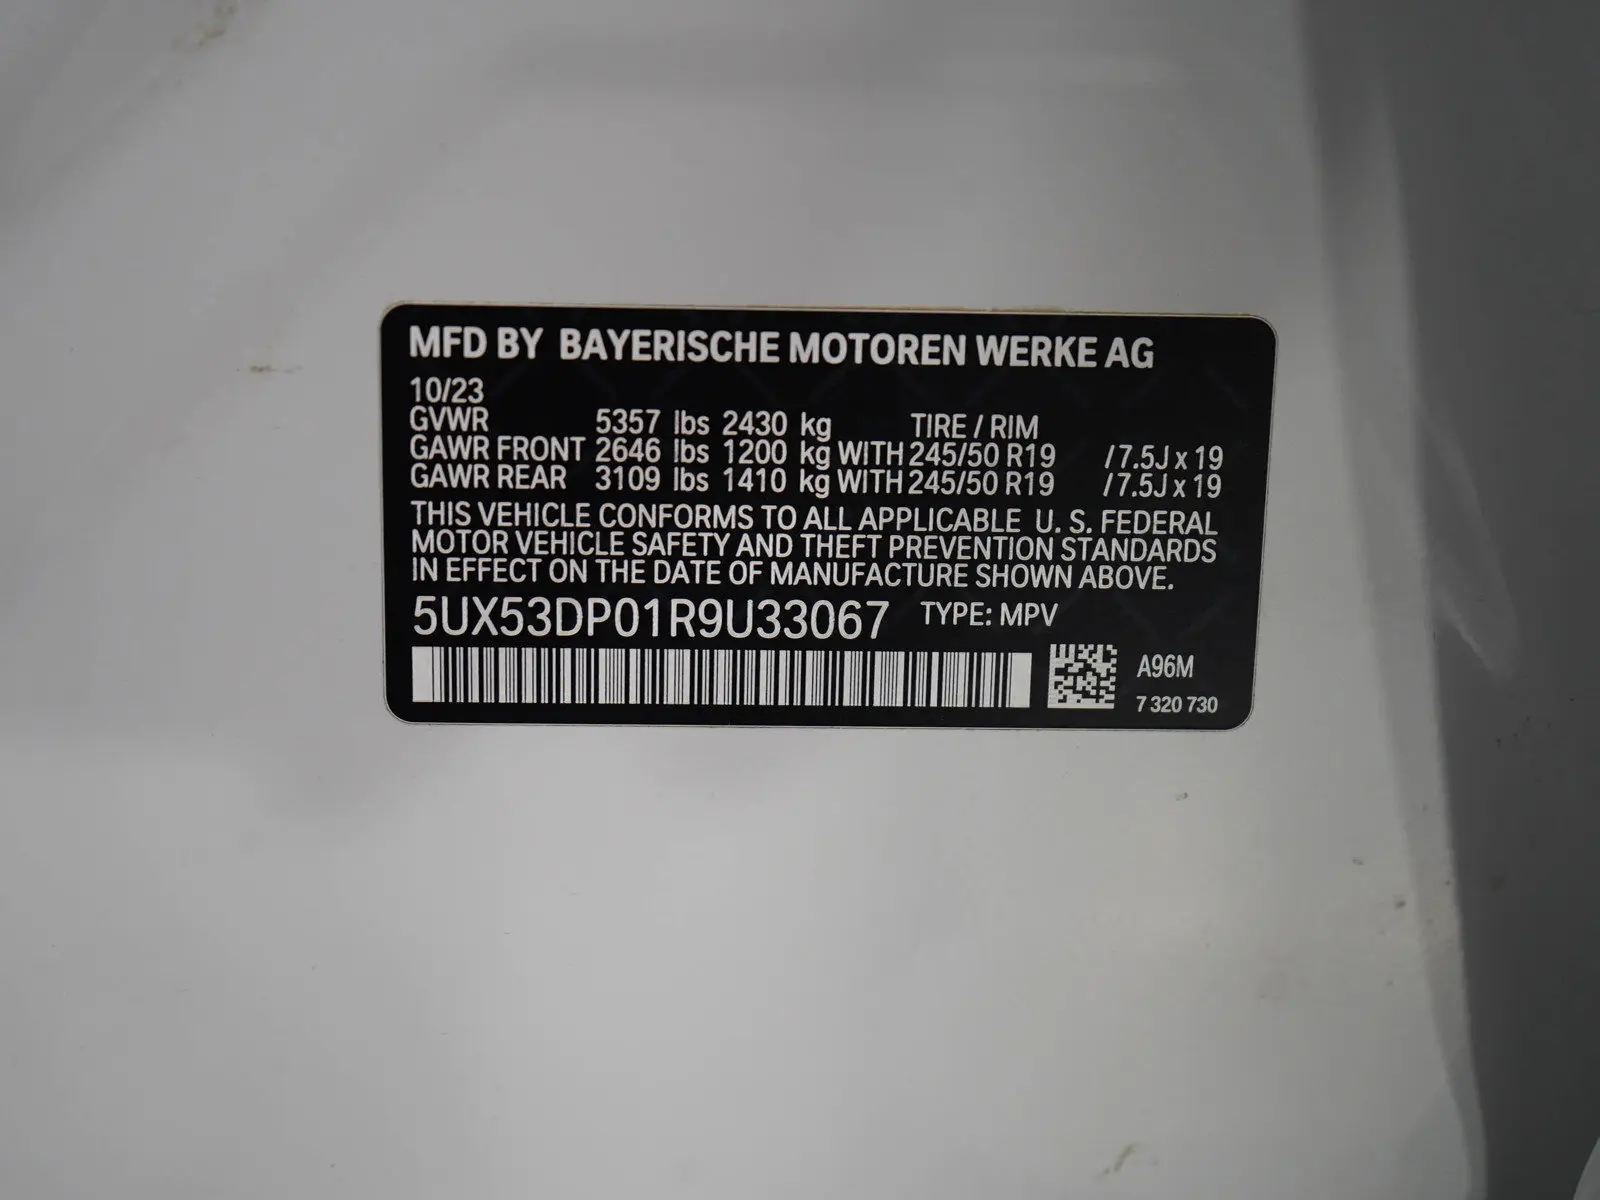 MFD BY BAYERISCHE MOTOREN WERKE AG
10/23
GVWR 5357 lbs 2430 kg TIRE / RIM
GAWR FRONT 2646 lbs 1200 kg WITH 245/50 R19 /7.5J x 19
GAWR REAR 3109 lbs 1410 kg WITH 245/50 R19 /7.5J x 19
THIS VEHICLE CONFORMS TO ALL APPLICABLE U. S. FEDERAL
MOTOR VEHICLE SAFETY AND THEFT PREVENTION STANDARDS
IN EFFECT ON THE DATE OF MANUFACTURE SHOWN ABOVE.
5UX53DP01R9U33067 TYPE: MPV
A96M
7 320 730